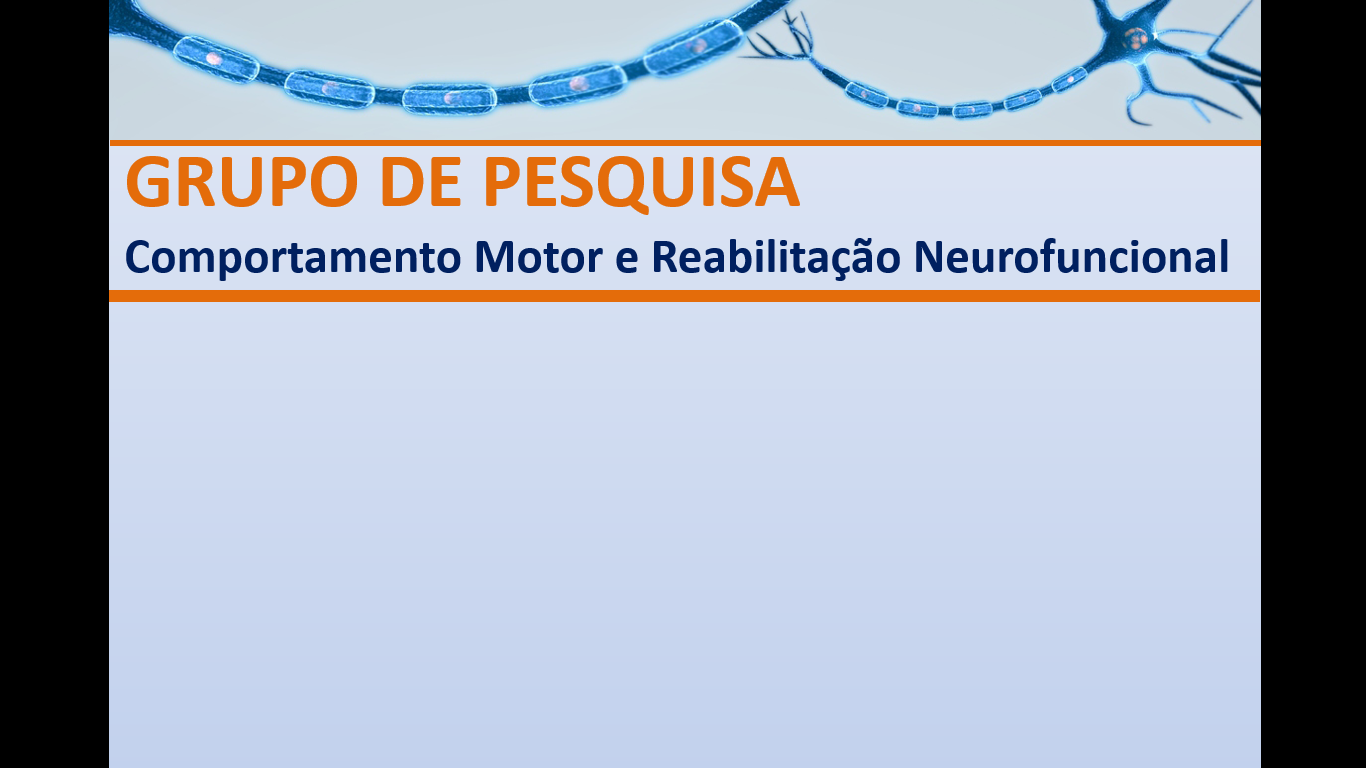 GRUPO DE PESQUISA
Comportamento Motor e Reabilitação Neurofuncional